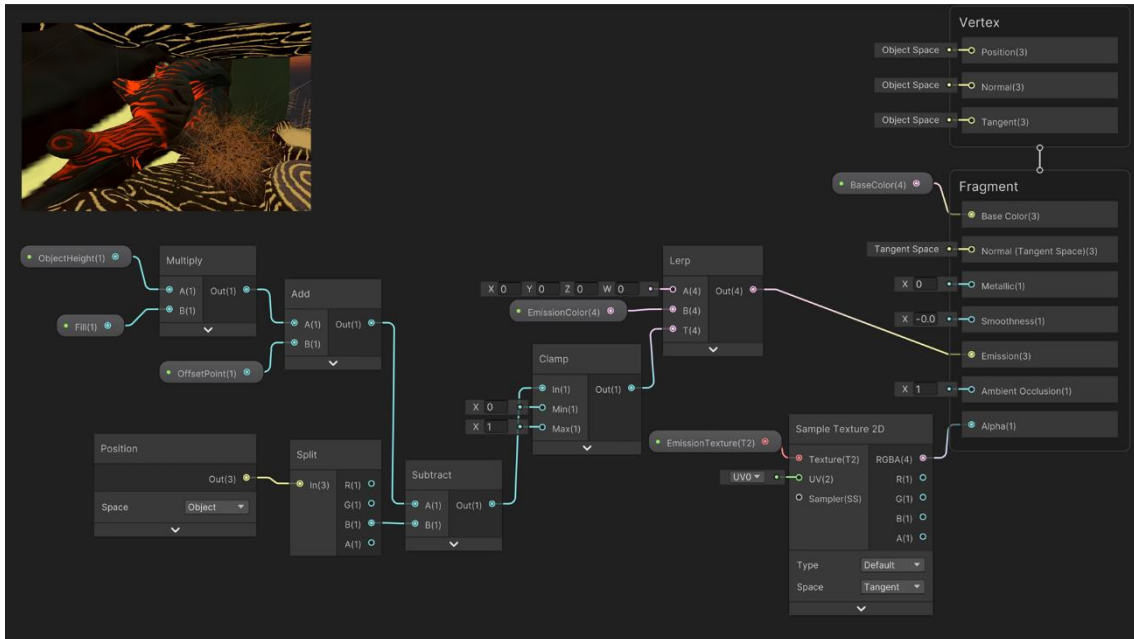 Vertex
Object Space
Position(3)
Object Space
Normal(3)
Object Space
Tangent(3)
BaseColor(4)
Fragment
Base Color(3)
Tangent Space
Normal (Tangent Space)(3)
X 0
Metallic(1)
X -0.0
Smoothness(1)
Emission(3)
X 1
Ambient Occlusion(1)
Alpha(1)
ObjectHeight(1)
Fill(1)
Multiply
A(1) Out(1)
B(1)
OffsetPoint(1)
Add
A(1) Out(1)
B(1)
Position
Out(3)
Space Object
Split
In(3) R(1)
G(1)
B(1)
A(1)
Subtract
A(1) Out(1)
B(1)
Clamp
In(1) Out(1)
X 0 Min(1)
X 1 Max(1)
Lerp
X 0 Y 0 Z 0 W 0 A(4) Out(4)
EmissionColor(4) B(4)
T(4)
EmissionTexture(T2)
UV0
Sample Texture 2D
Texture(T2) RGBA(4)
UV(2) R(1)
Sampler(SS) G(1)
B(1)
A(1)
Type Default
Space Tangent